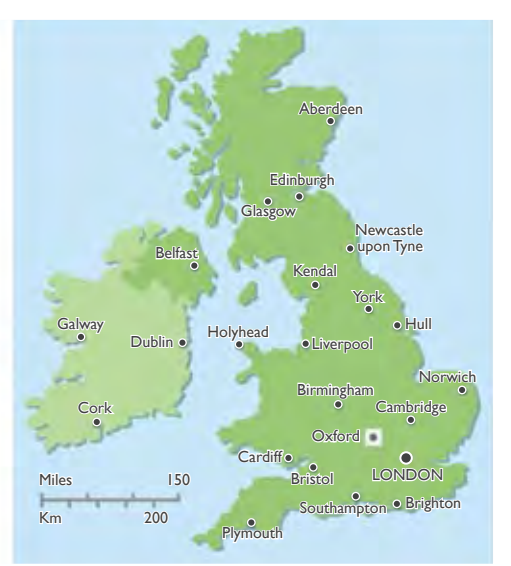 Aberdeen
Edinburgh
Glasgow
Newcastle
upon Tyne
Belfast
Kendal
York
Galway
Dublin
Holyhead
Hull
Liverpool
Norwich
Birmingham
Cork
Cambridge
Oxford
Cardiff
LONDON
Bristol
Miles 150
Southampton
Brighton
Km 200
Plymouth